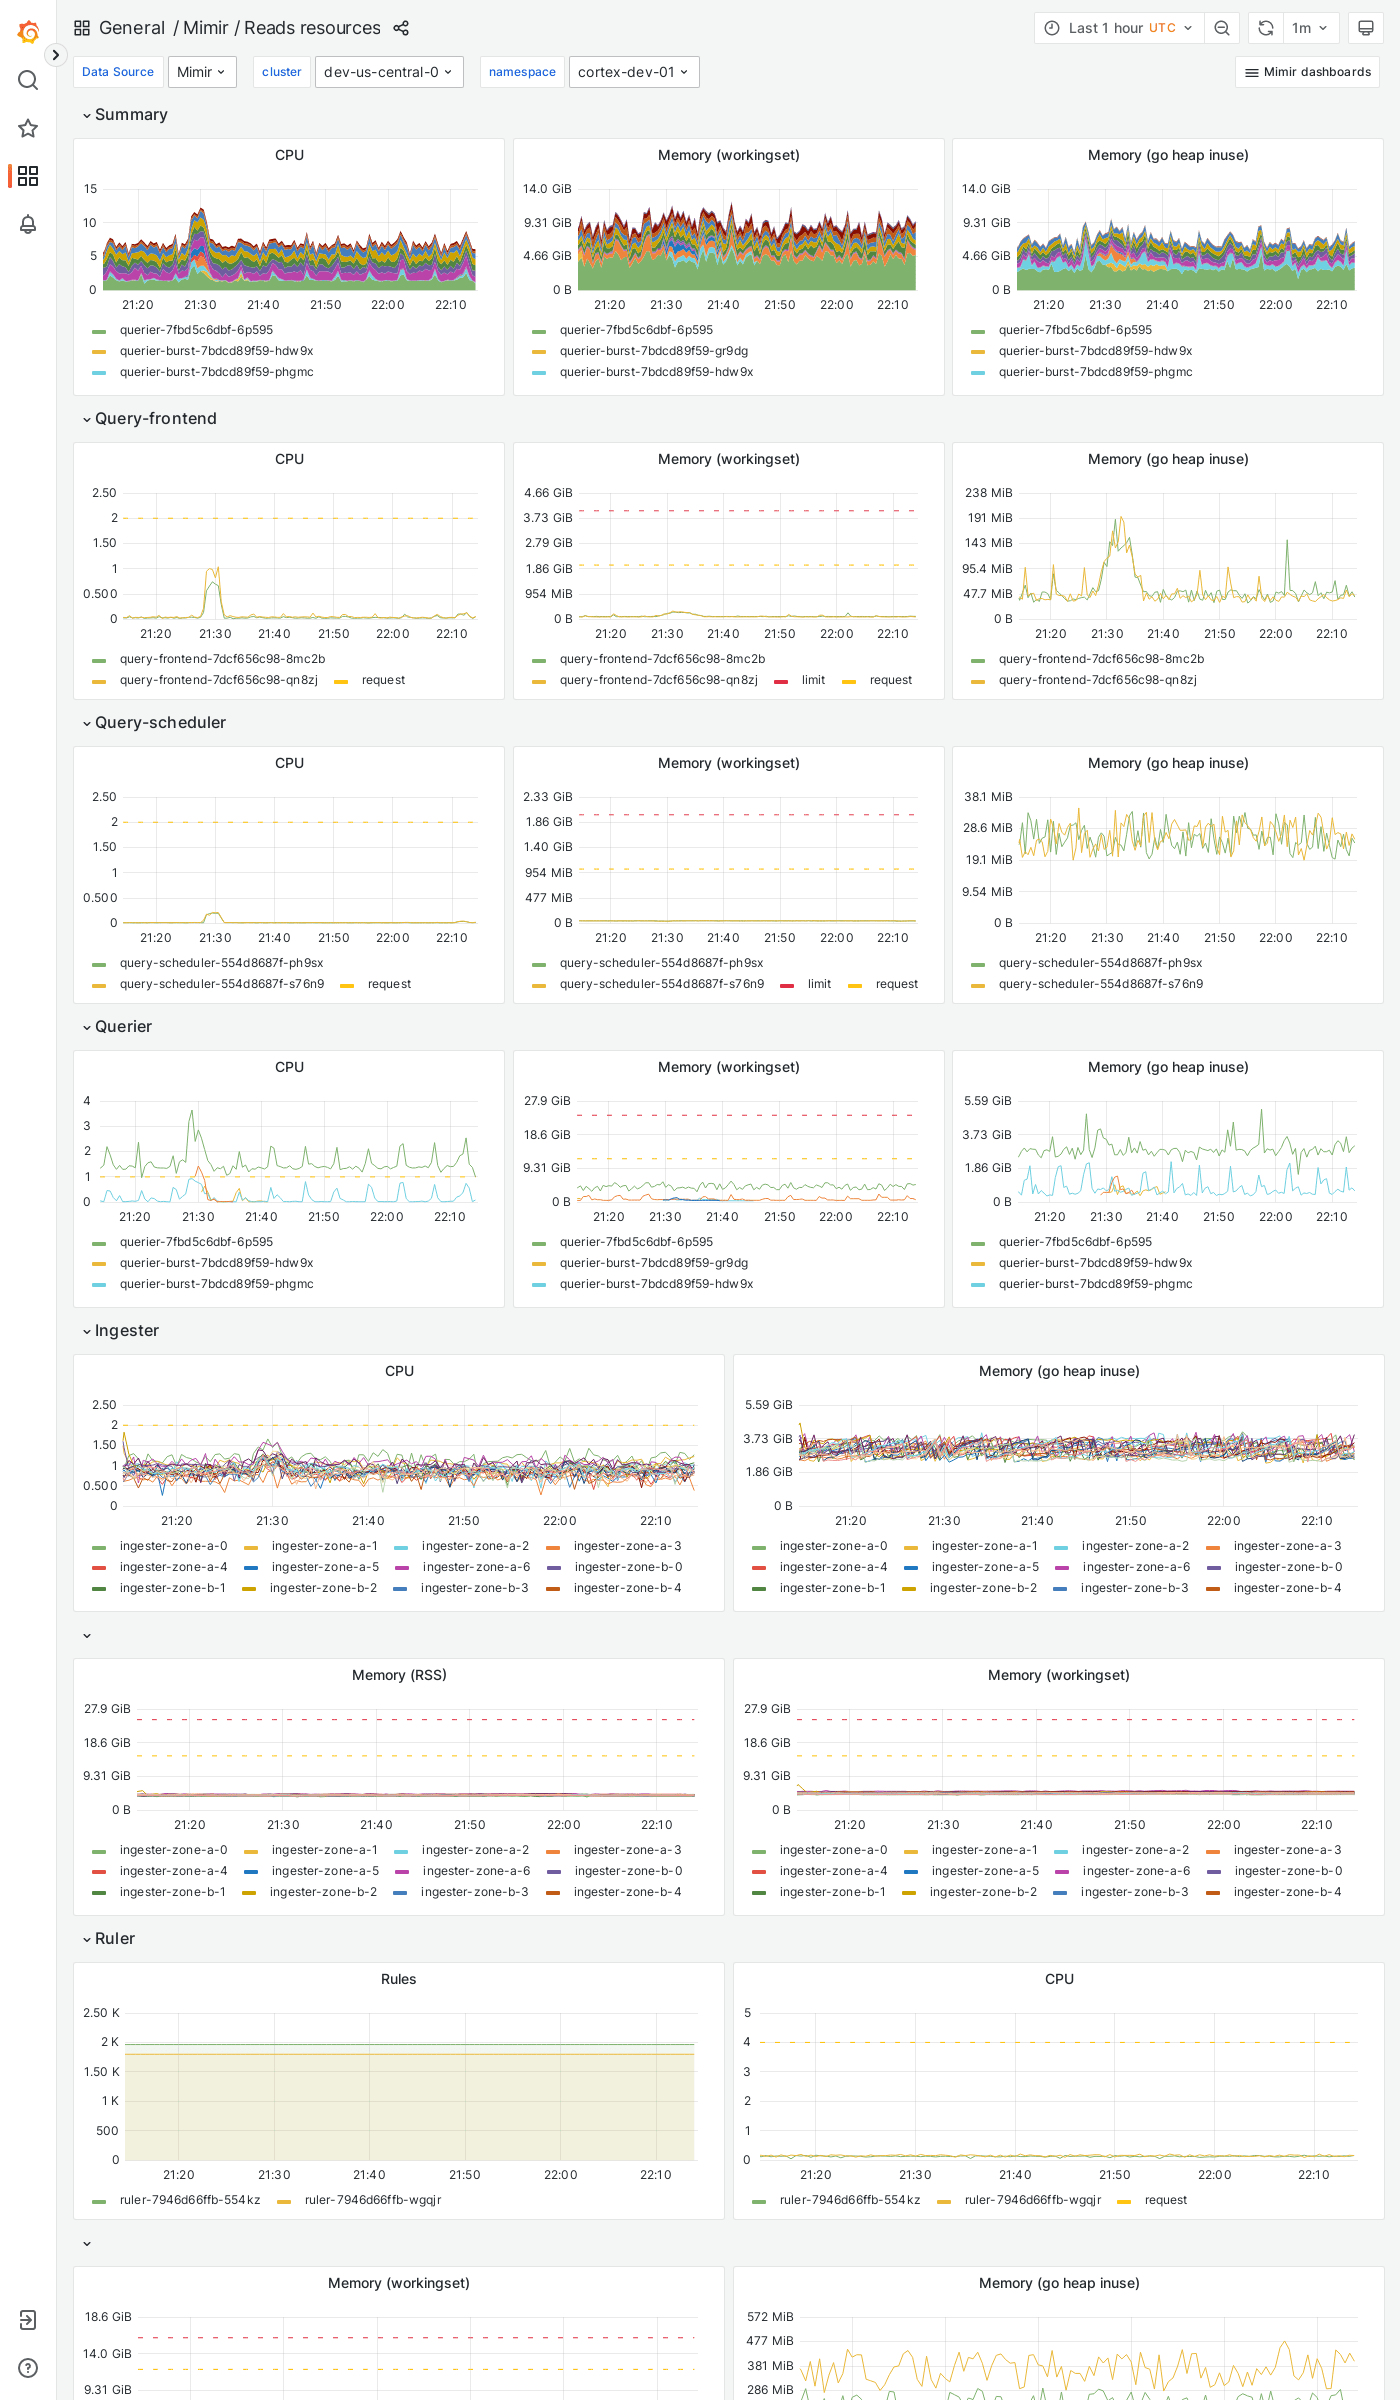 General / Mimir / Reads resources
Last 1 hour UTC
1m
Data Source Mimir cluster dev-us-central-0 namespace cortex-dev-01
Mimir dashboards
Summary
CPU
15
10
5
0
21:20 21:30 21:40 21:50 22:00 22:10
querier-7fbd5c6dbf-6p595
querier-burst-7bdcd89f59-hdw9x
querier-burst-7bdcd89f59-phgmc
Memory (workingset)
14.0 GiB
9.31 GiB
4.66 GiB
0 B
21:20 21:30 21:40 21:50 22:00 22:10
querier-7fbd5c6dbf-6p595
querier-burst-7bdcd89f59-gr9dg
querier-burst-7bdcd89f59-hdw9x
Memory (go heap inuse)
14.0 GiB
9.31 GiB
4.66 GiB
0 B
21:20 21:30 21:40 21:50 22:00 22:10
querier-7fbd5c6dbf-6p595
querier-burst-7bdcd89f59-hdw9x
querier-burst-7bdcd89f59-phgmc
Query-frontend
CPU
2.50
2
1.50
1
0.500
0
21:20 21:30 21:40 21:50 22:00 22:10
query-frontend-7dcf656c98-8mc2b
query-frontend-7dcf656c98-qn8zj request
Memory (workingset)
4.66 GiB
3.73 GiB
2.79 GiB
1.86 GiB
954 MiB
0 B
21:20 21:30 21:40 21:50 22:00 22:10
query-frontend-7dcf656c98-8mc2b
query-frontend-7dcf656c98-qn8zj limit request
Memory (go heap inuse)
238 MiB
191 MiB
143 MiB
95.4 MiB
47.7 MiB
0 B
21:20 21:30 21:40 21:50 22:00 22:10
query-frontend-7dcf656c98-8mc2b
query-frontend-7dcf656c98-qn8zj
Query-scheduler
CPU
2.50
2
1.50
1
0.500
0
21:20 21:30 21:40 21:50 22:00 22:10
query-scheduler-554d8687f-ph9sx
query-scheduler-554d8687f-s76n9 request
Memory (workingset)
2.33 GiB
1.86 GiB
1.40 GiB
954 MiB
477 MiB
0 B
21:20 21:30 21:40 21:50 22:00 22:10
query-scheduler-554d8687f-ph9sx
query-scheduler-554d8687f-s76n9 limit request
Memory (go heap inuse)
38.1 MiB
28.6 MiB
19.1 MiB
9.54 MiB
0 B
21:20 21:30 21:40 21:50 22:00 22:10
query-scheduler-554d8687f-ph9sx
query-scheduler-554d8687f-s76n9
Querier
CPU
4
3
2
1
0
21:20 21:30 21:40 21:50 22:00 22:10
querier-7fbd5c6dbf-6p595
querier-burst-7bdcd89f59-hdw9x
querier-burst-7bdcd89f59-phgmc
Memory (workingset)
27.9 GiB
18.6 GiB
9.31 GiB
0 B
21:20 21:30 21:40 21:50 22:00 22:10
querier-7fbd5c6dbf-6p595
querier-burst-7bdcd89f59-gr9dg
querier-burst-7bdcd89f59-hdw9x
Memory (go heap inuse)
5.59 GiB
3.73 GiB
1.86 GiB
0 B
21:20 21:30 21:40 21:50 22:00 22:10
querier-7fbd5c6dbf-6p595
querier-burst-7bdcd89f59-hdw9x
querier-burst-7bdcd89f59-phgmc
Ingester
CPU
2.50
2
1.50
1
0.500
0
21:20 21:30 21:40 21:50 22:00 22:10
ingester-zone-a-0 ingester-zone-a-1 ingester-zone-a-2 ingester-zone-a-3
ingester-zone-a-4 ingester-zone-a-5 ingester-zone-a-6 ingester-zone-b-0
ingester-zone-b-1 ingester-zone-b-2 ingester-zone-b-3 ingester-zone-b-4
Memory (go heap inuse)
5.59 GiB
3.73 GiB
1.86 GiB
0 B
21:20 21:30 21:40 21:50 22:00 22:10
ingester-zone-a-0 ingester-zone-a-1 ingester-zone-a-2 ingester-zone-a-3
ingester-zone-a-4 ingester-zone-a-5 ingester-zone-a-6 ingester-zone-b-0
ingester-zone-b-1 ingester-zone-b-2 ingester-zone-b-3 ingester-zone-b-4
Memory (RSS)
27.9 GiB
18.6 GiB
9.31 GiB
0 B
21:20 21:30 21:40 21:50 22:00 22:10
ingester-zone-a-0 ingester-zone-a-1 ingester-zone-a-2 ingester-zone-a-3
ingester-zone-a-4 ingester-zone-a-5 ingester-zone-a-6 ingester-zone-b-0
ingester-zone-b-1 ingester-zone-b-2 ingester-zone-b-3 ingester-zone-b-4
Memory (workingset)
27.9 GiB
18.6 GiB
9.31 GiB
0 B
21:20 21:30 21:40 21:50 22:00 22:10
ingester-zone-a-0 ingester-zone-a-1 ingester-zone-a-2 ingester-zone-a-3
ingester-zone-a-4 ingester-zone-a-5 ingester-zone-a-6 ingester-zone-b-0
ingester-zone-b-1 ingester-zone-b-2 ingester-zone-b-3 ingester-zone-b-4
Ruler
Rules
2.50 K
2 K
1.50 K
1 K
500
0
21:20 21:30 21:40 21:50 22:00 22:10
ruler-7946d66ffb-554kz ruler-7946d66ffb-wgqjr
CPU
5
4
3
2
1
0
21:20 21:30 21:40 21:50 22:00 22:10
ruler-7946d66ffb-554kz ruler-7946d66ffb-wgqjr request
Memory (workingset)
18.6 GiB
14.0 GiB
9.31 GiB
Memory (go heap inuse)
572 MiB
477 MiB
381 MiB
286 MiB